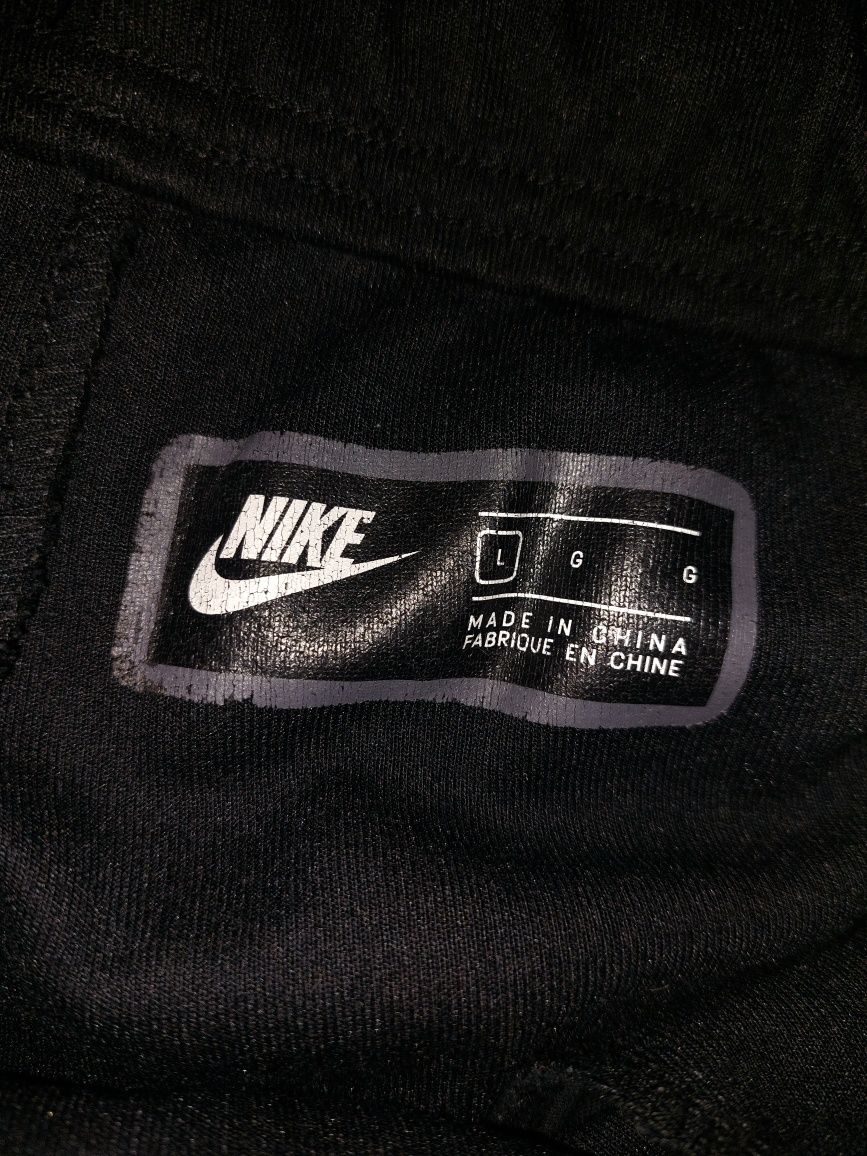 NIKE
L G G
MADE IN CHINA
FABRIQUE EN CHINE